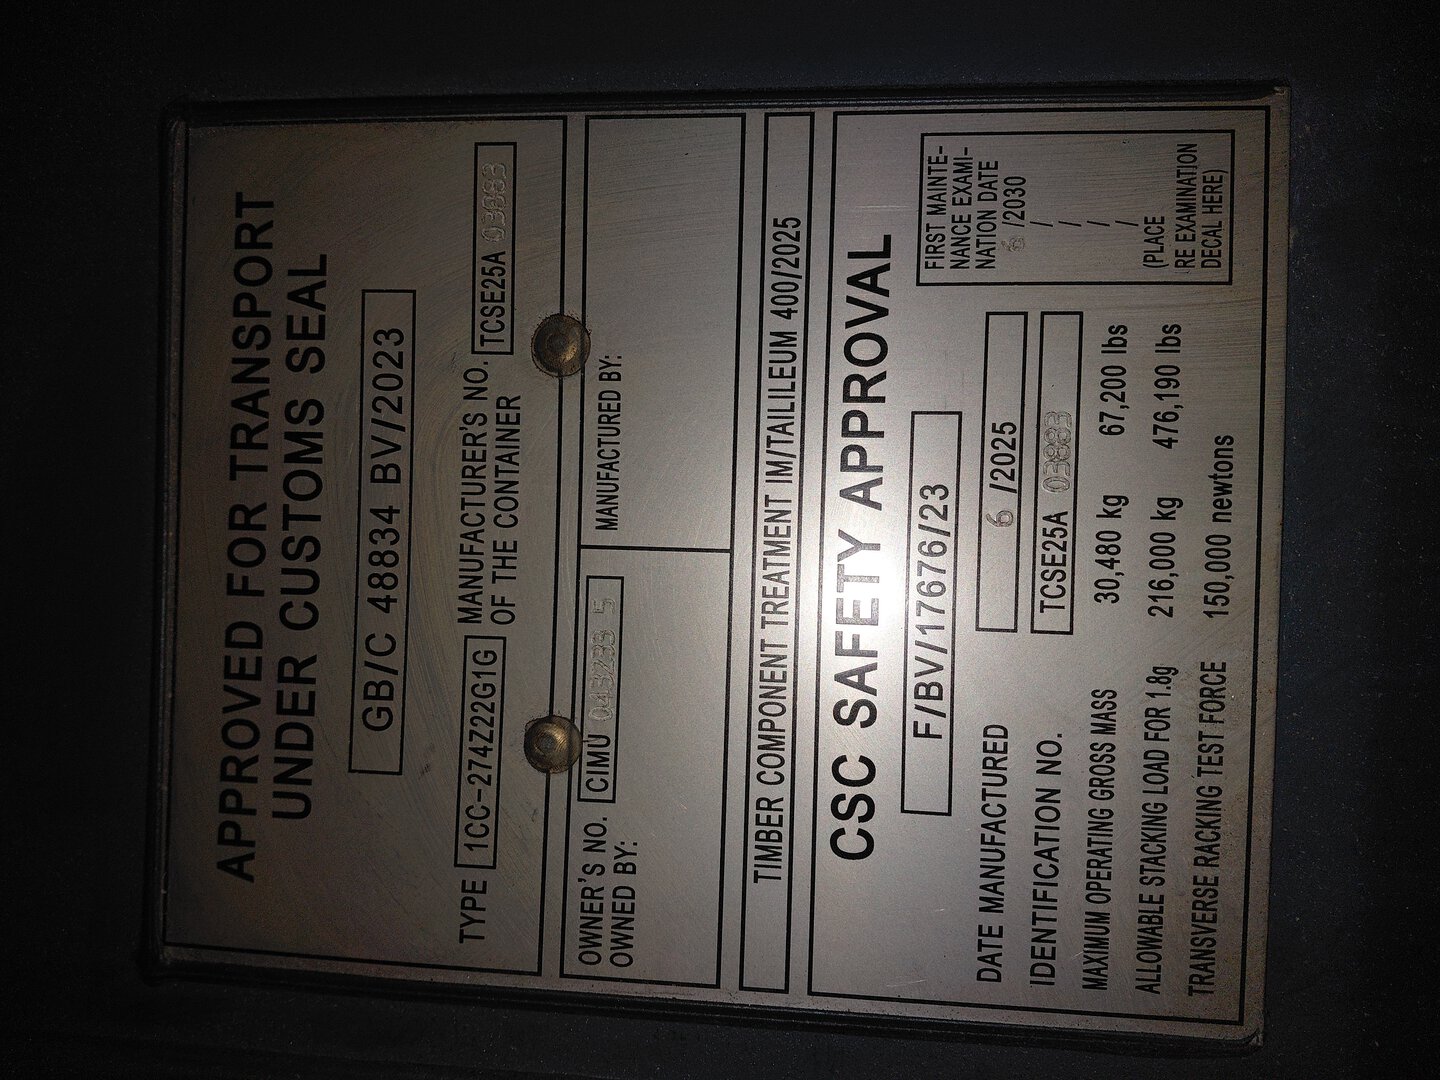 APPROVED FOR TRANSPORT
UNDER CUSTOMS SEAL
GB/C 48834 BV/2023
TYPE 1CC-274Z22G1G MANUFACTURER'S NO. OF THE CONTAINER TCSE25A 03883
OWNER'S NO. CIMU 043233 5
OWNED BY:
MANUFACTURED BY:
TIMBER COMPONENT TREATMENT IM/TAILILEUM 400/2025
CSC SAFETY APPROVAL
F/BV/17676/23
DATE MANUFACTURED 6 /2025
IDENTIFICATION NO. TCSE25A 03883
MAXIMUM OPERATING GROSS MASS 30,480 kg 67,200 lbs
ALLOWABLE STACKING LOAD FOR 1.8g 216,000 kg 476,190 lbs
TRANSVERSE RACKING TEST FORCE 150,000 newtons
FIRST MAINTE-
NANCE EXAMI-
NATION DATE
6 /2030
/
/
/
/
(PLACE
RE EXAMINATION
DECAL HERE)